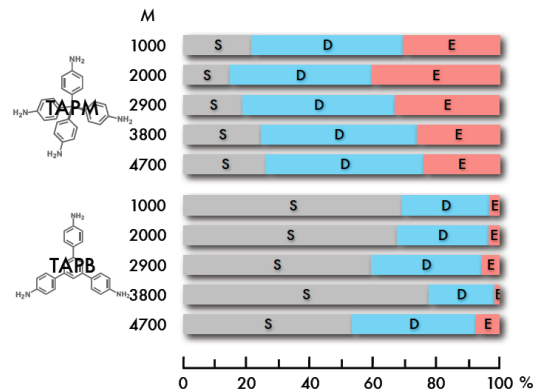 M
1000 S D E
2000 S D E
2900 S D E
3800 S D E
4700 S D E
NH₂
H₂N TAPM NH₂
NH₂
1000 S D E
2000 S D E
2900 S D E
3800 S D E
4700 S D E
NH₂
TAPB
H₂N NH₂
0 20 40 60 80 100 %